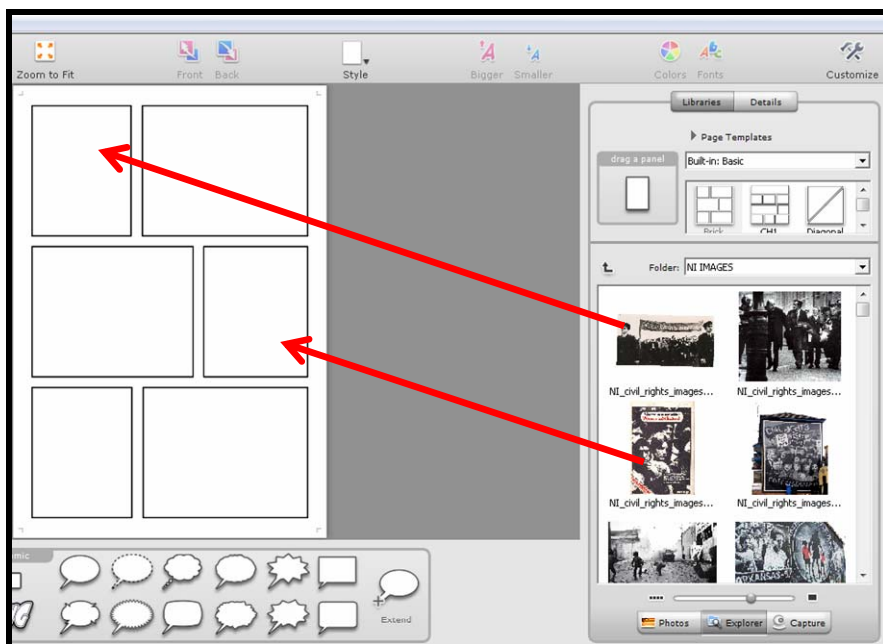 Zoom to Fit
Front
Back
Style
Bigger
Smaller
Colors
Fonts
Customize
Libraries
Details
Page Templates
drag a panel
Built-in: Basic
Brick
CH1
Diagonal
Folder:
NI IMAGES
NI_civil_rights_images...
NI_civil_rights_images...
NI_civil_rights_images...
NI_civil_rights_images...
Extend
Photos
Explorer
Capture